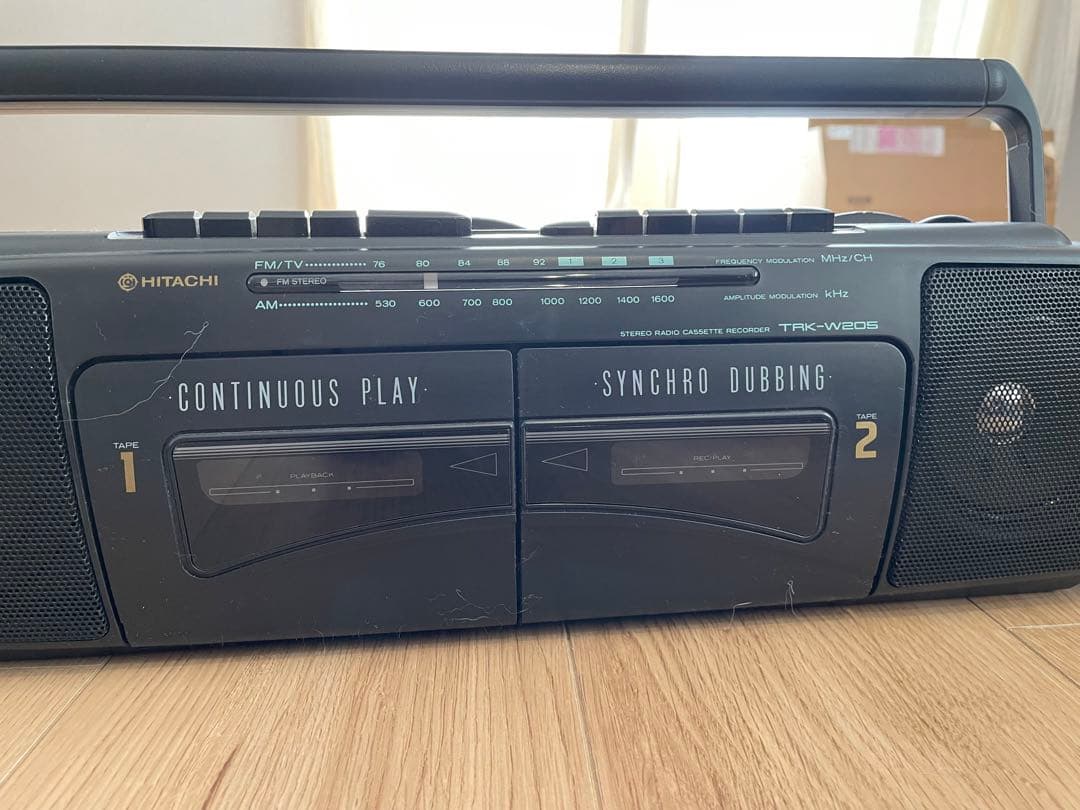 HITACHI
FM/TV 76 80 84 88 92 1 2 3 FREQUENCY MODULATION MHz/CH
FM STEREO
AM 530 600 700 800 1000 1200 1400 1600 AMPLITUDE MODULATION kHz
STEREO RADIO CASSETTE RECORDER TRK-W205
·CONTINUOUS PLAY·
·SYNCHRO DUBBING·
TAPE
1
PLAYBACK
REC/PLAY
TAPE
2